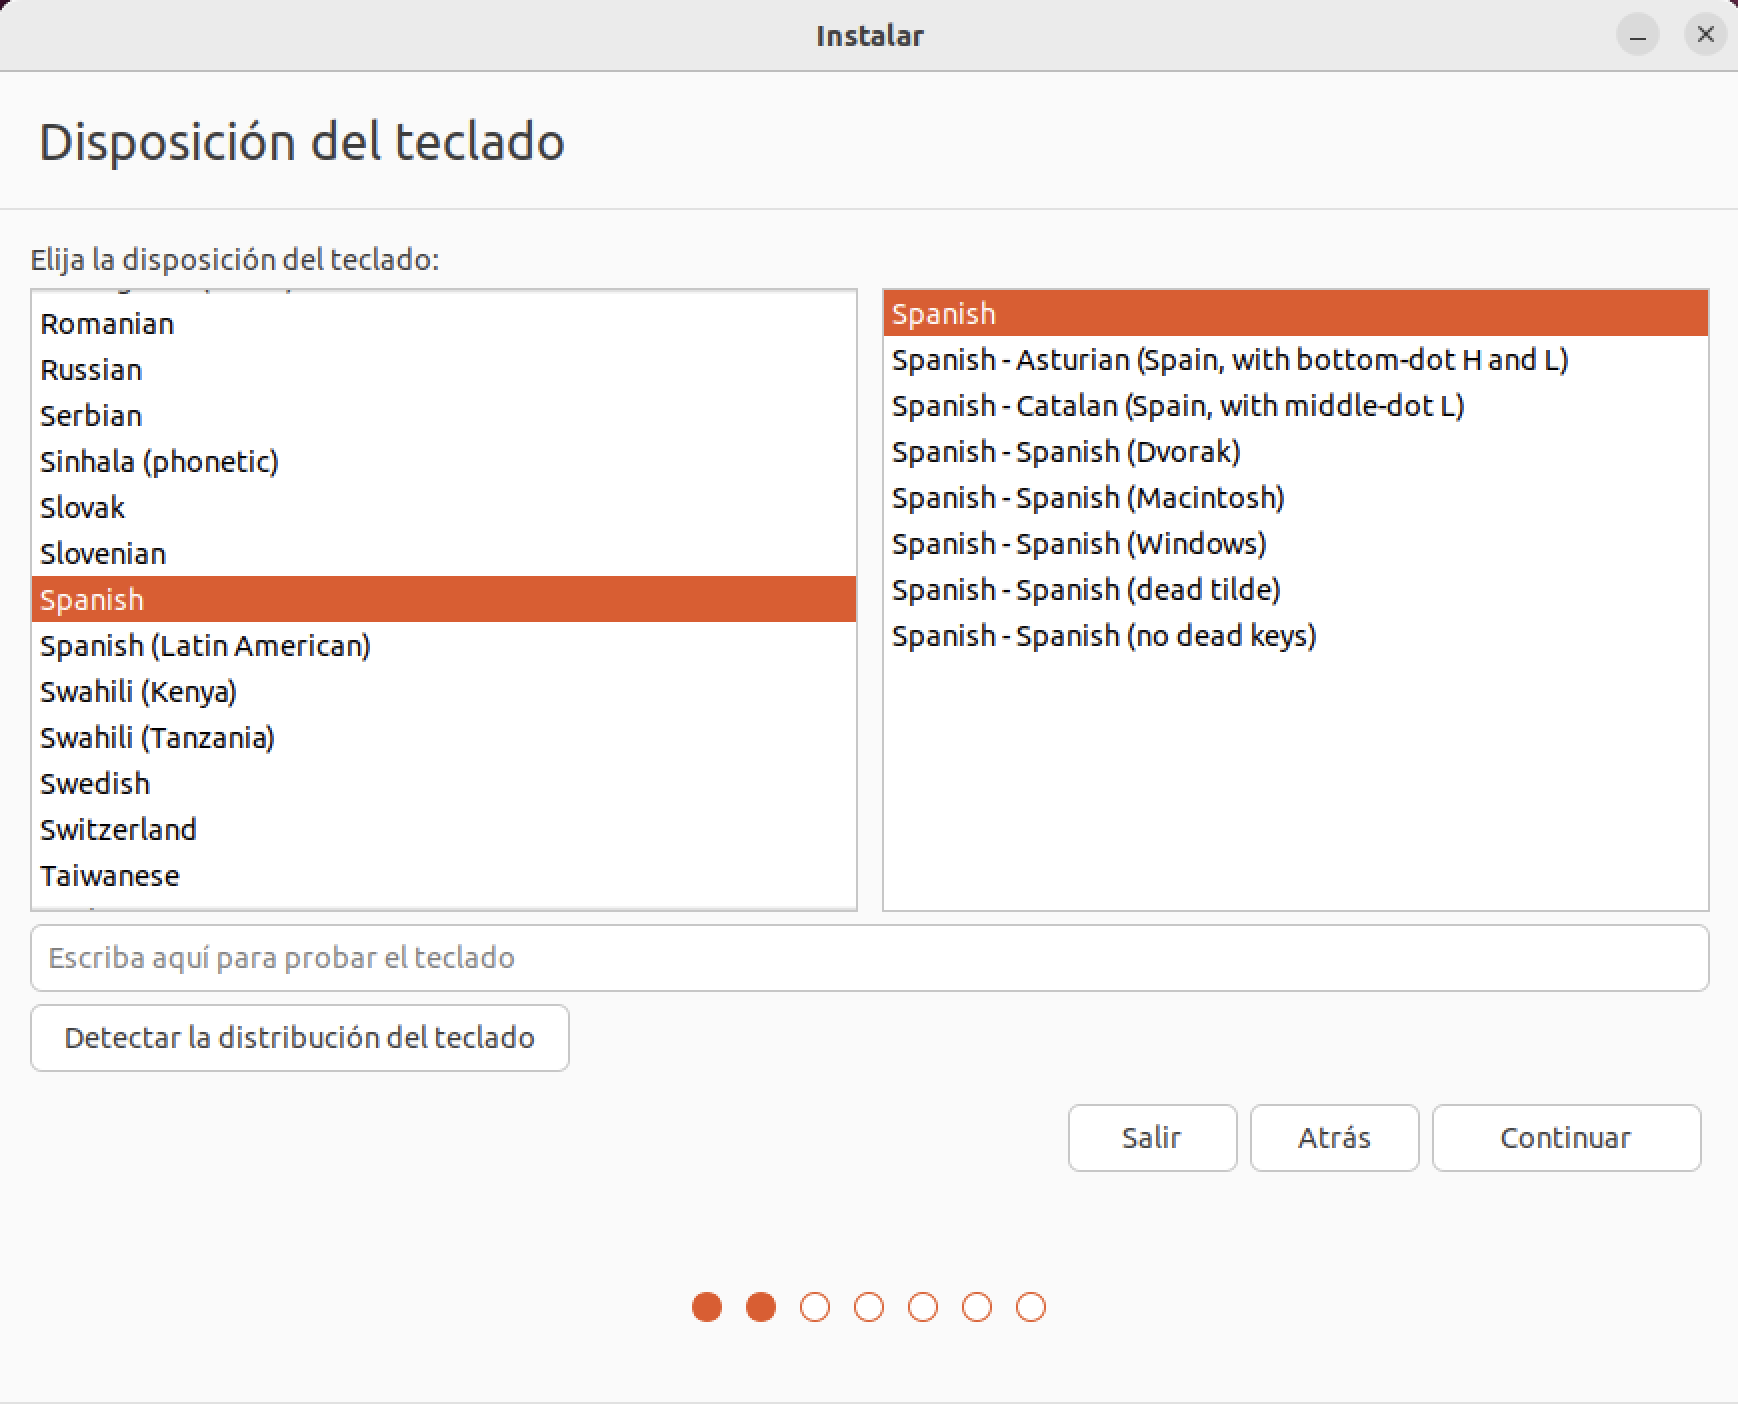 Instalar
Disposición del teclado
Elija la disposición del teclado:
Romanian
Russian
Serbian
Sinhala (phonetic)
Slovak
Slovenian
Spanish
Spanish (Latin American)
Swahili (Kenya)
Swahili (Tanzania)
Swedish
Switzerland
Taiwanese
Spanish
Spanish - Asturian (Spain, with bottom-dot H and L)
Spanish - Catalan (Spain, with middle-dot L)
Spanish - Spanish (Dvorak)
Spanish - Spanish (Macintosh)
Spanish - Spanish (Windows)
Spanish - Spanish (dead tilde)
Spanish - Spanish (no dead keys)
Escriba aquí para probar el teclado
Detectar la distribución del teclado
Salir
Atrás
Continuar